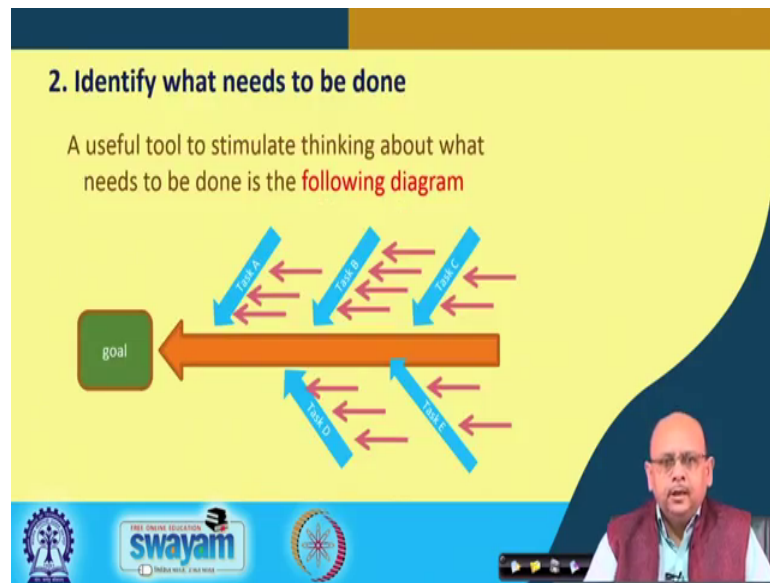 2. Identify what needs to be done
A useful tool to stimulate thinking about what
needs to be done is the following diagram
Task A
Task B
Task C
goal
Task D
Task E
FREE ONLINE EDUCATION
swayam